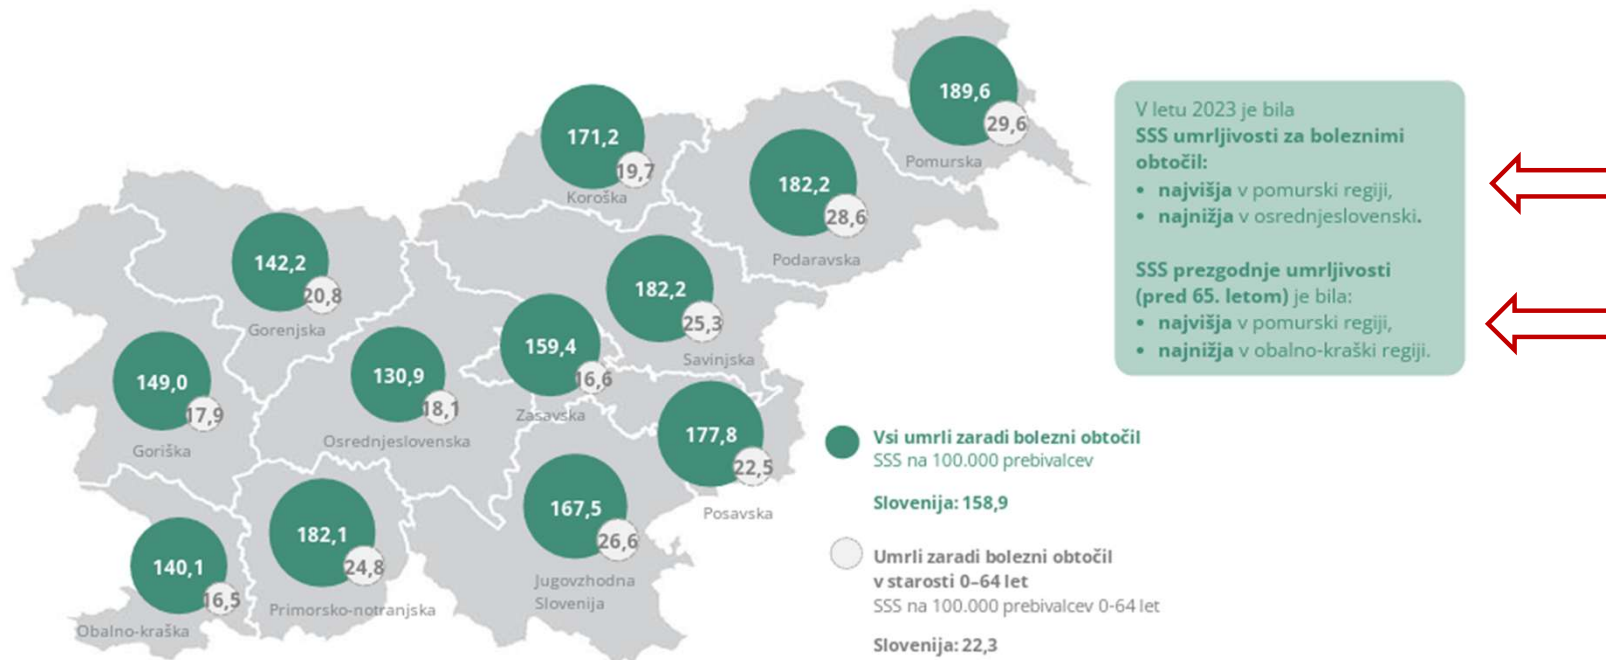 189,6
29,6
Pomurska
171,2
19,7
Koroška
182,2
28,6
Podaravska
142,2
20,8
Gorenjska
182,2
25,3
Savinjska
159,4
16,6
Zasavska
149,0
17,9
Goriška
130,9
18,1
Osrednjeslovenska
177,8
22,5
Posavska
167,5
26,6
Jugovzhodna
Slovenija
182,1
24,8
Primorsko-notranjska
140,1
16,5
Obalno-kraška
V letu 2023 je bila
SSS umrljivosti za boleznimi
obtočil:
• najvišja v pomurski regiji,
• najnižja v osrednjeslovenski.
SSS prezgodnje umrljivosti
(pred 65. letom) je bila:
• najvišja v pomurski regiji,
• najnižja v obalno-kraški regiji.
Vsi umrli zaradi bolezni obtočil
SSS na 100.000 prebivalcev
Slovenija: 158,9
Umrli zaradi bolezni obtočil
v starosti 0–64 let
SSS na 100.000 prebivalcev 0-64 let
Slovenija: 22,3